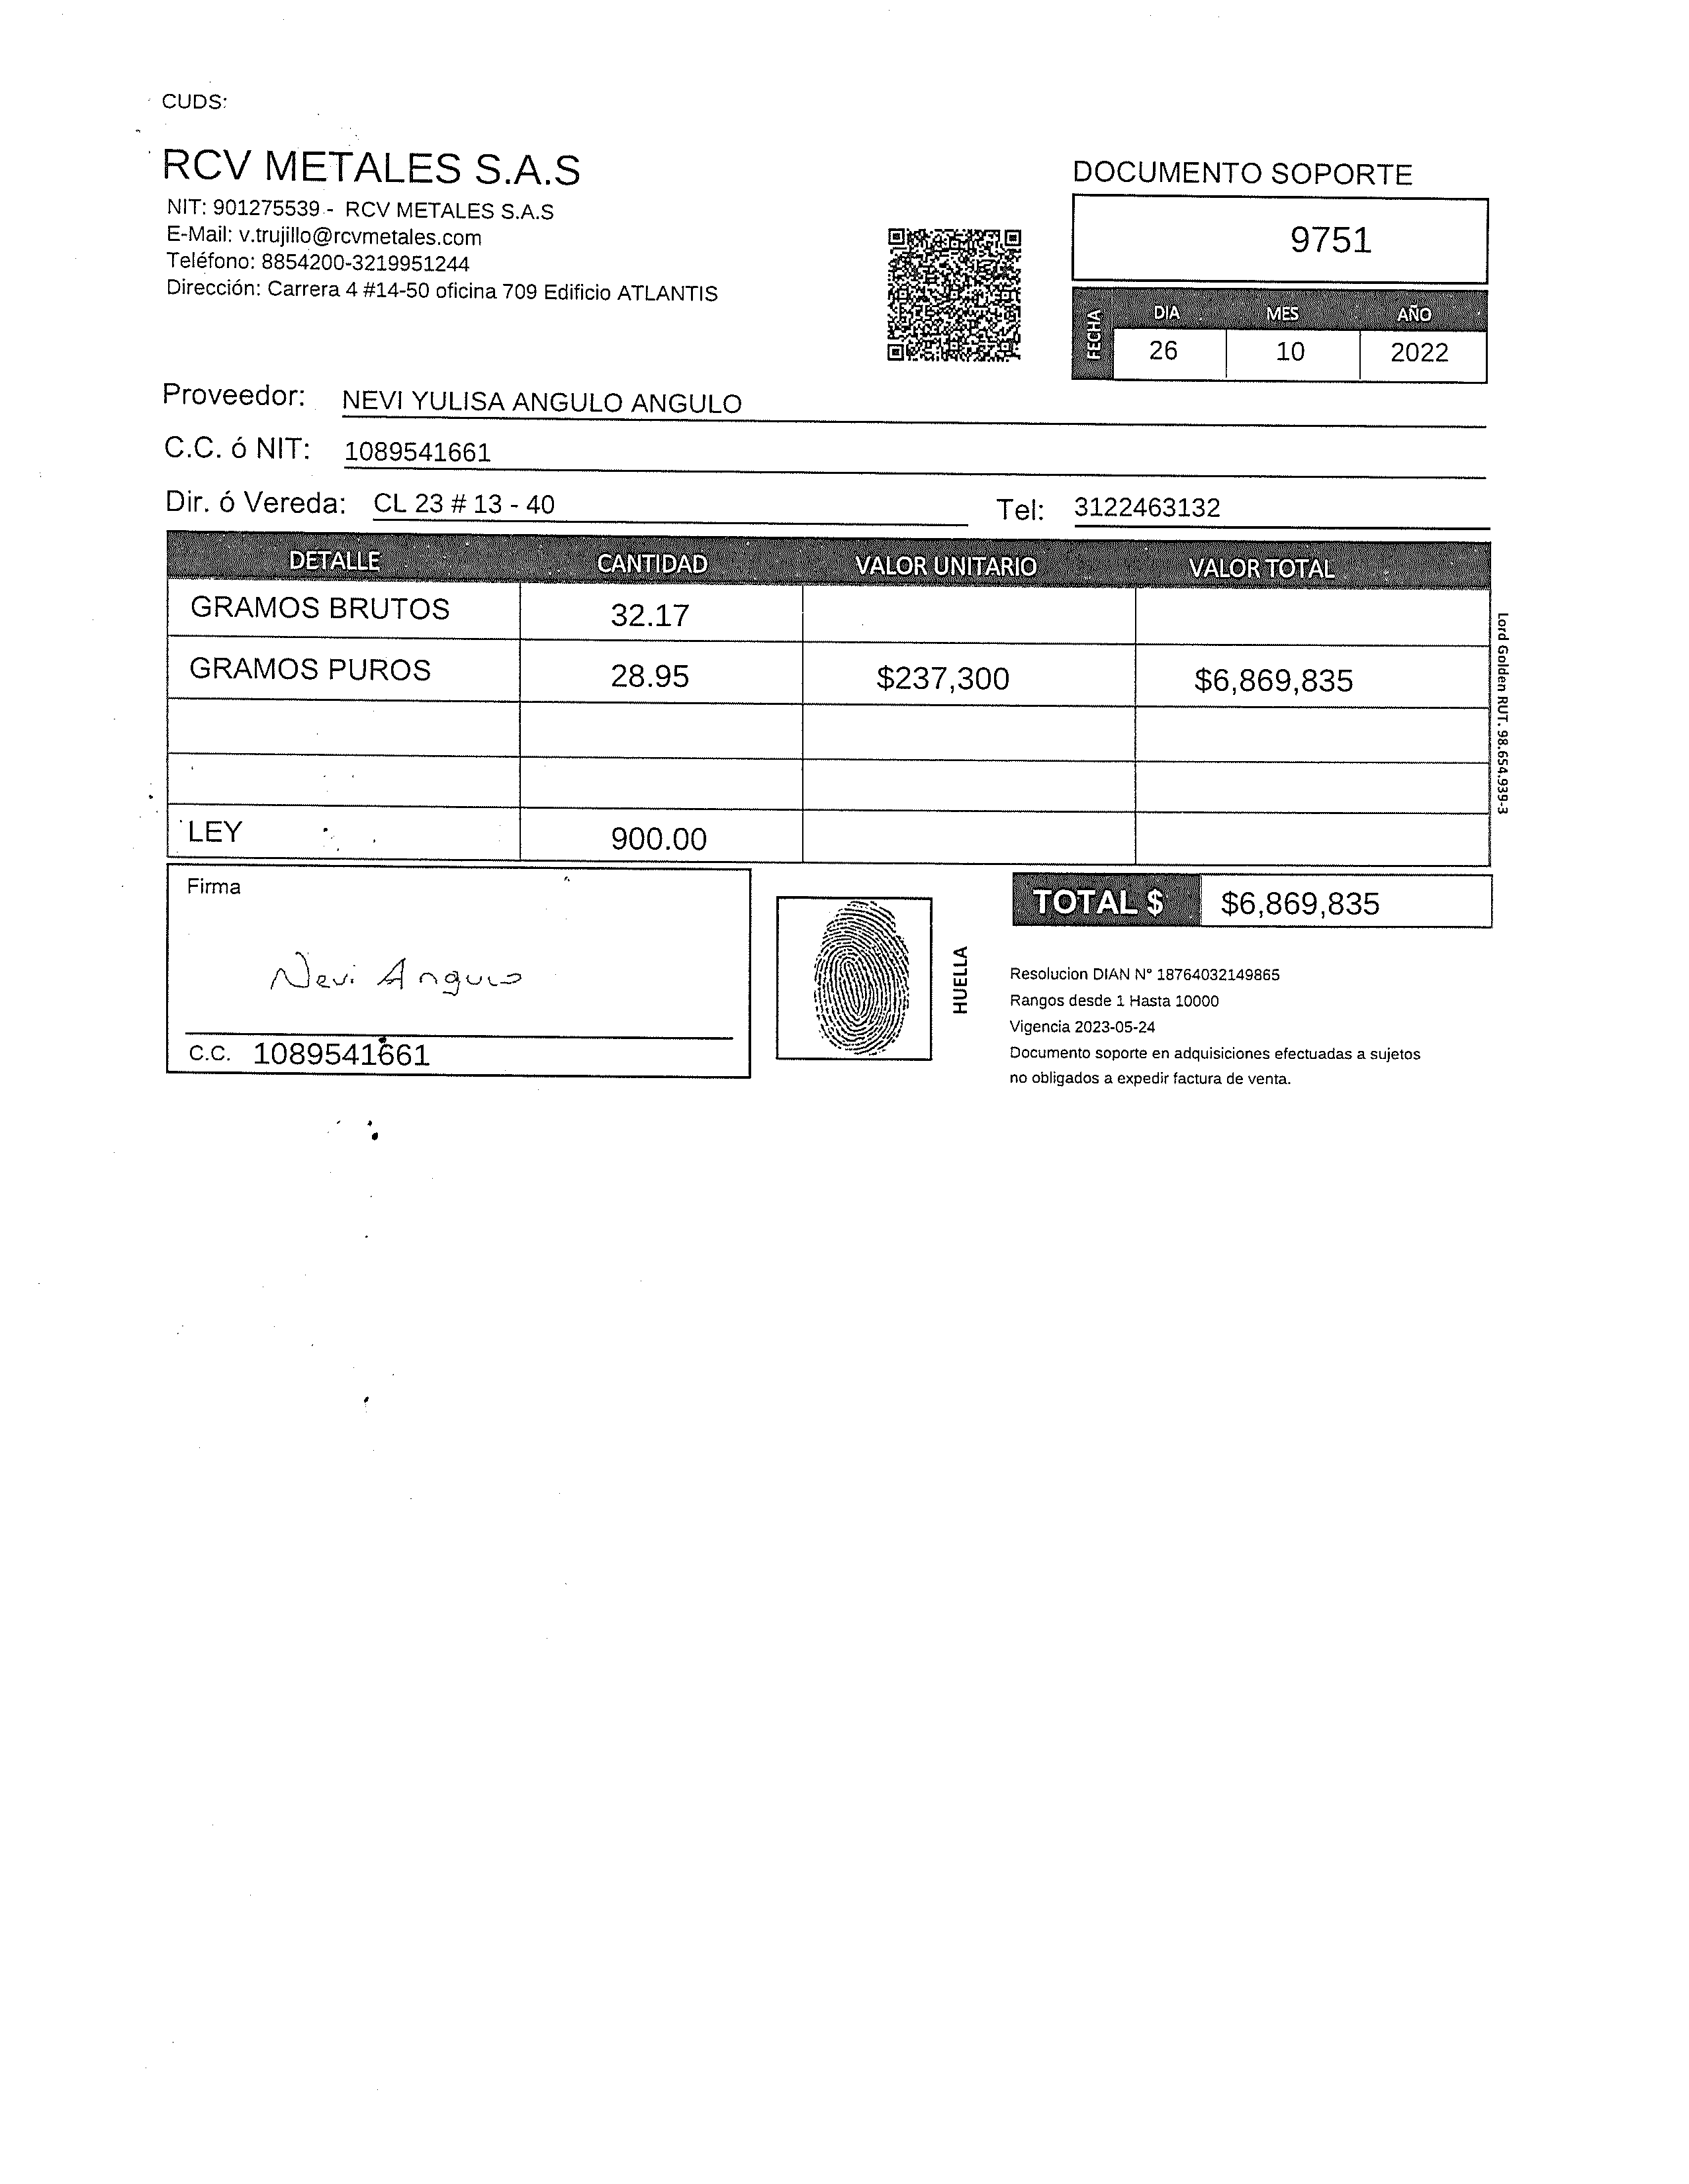 CUDS:
RCV METALES S.A.S
NIT: 901275539 - RCV METALES S.A.S
E-Mail: v.trujillo@rcvmetales.com
Teléfono: 8854200-3219951244
Dirección: Carrera 4 #14-50 oficina 709 Edificio ATLANTIS
DOCUMENTO SOPORTE
9751
FECHA
DIA MES AÑO
26 10 2022
Proveedor: NEVI YULISA ANGULO ANGULO
C.C. ó NIT: 1089541661
Dir. ó Vereda: CL 23 # 13 - 40 Tel: 3122463132
DETALLE CANTIDAD VALOR UNITARIO VALOR TOTAL
GRAMOS BRUTOS 32.17
GRAMOS PUROS 28.95 $237,300 $6,869,835
LEY 900.00
Lord Golden RUT. 98.654.939-3
Firma
Nevi Angulo
C.C. 1089541661
HUELLA
TOTAL $ $6,869,835
Resolucion DIAN N° 18764032149865
Rangos desde 1 Hasta 10000
Vigencia 2023-05-24
Documento soporte en adquisiciones efectuadas a sujetos
no obligados a expedir factura de venta.